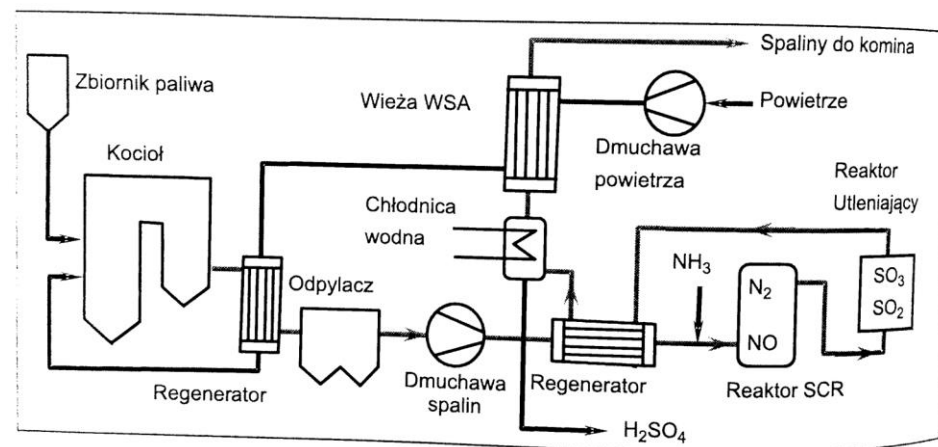 Spaliny do komina
Zbiornik paliwa
Wieża WSA
Powietrze
Kocioł
Dmuchawa
powietrza
Reaktor
Utleniający
Chłodnica
wodna
NH3
SO3
SO2
N2
NO
Odpylacz
Regenerator
Dmuchawa
spalin
Regenerator
Reaktor SCR
H2SO4